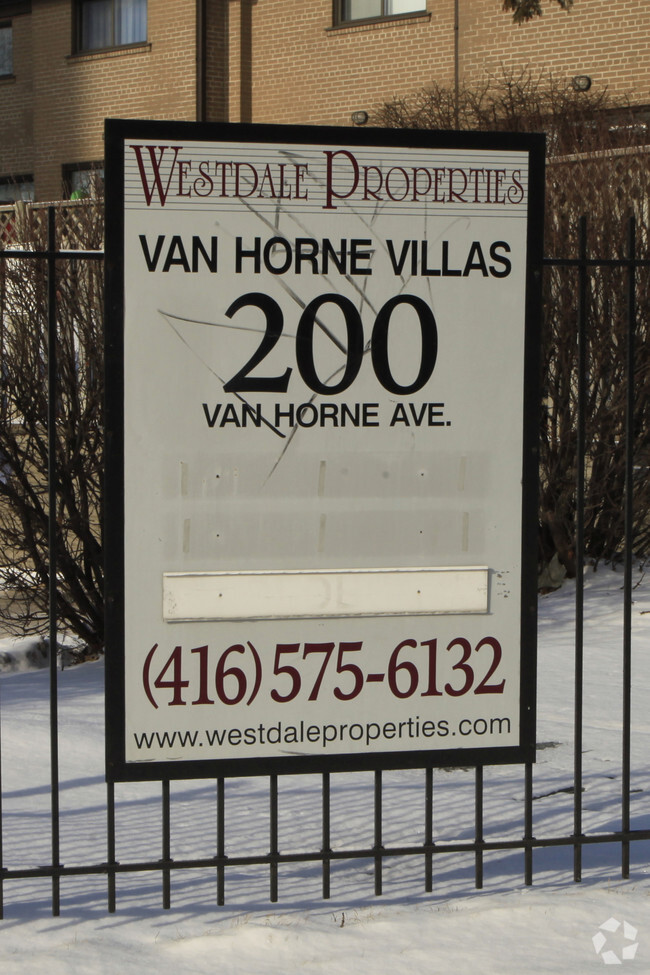 WESTDALE PROPERTIES
VAN HORNE VILLAS
200
VAN HORNE AVE.
(416) 575-6132
www.westdaleproperties.com